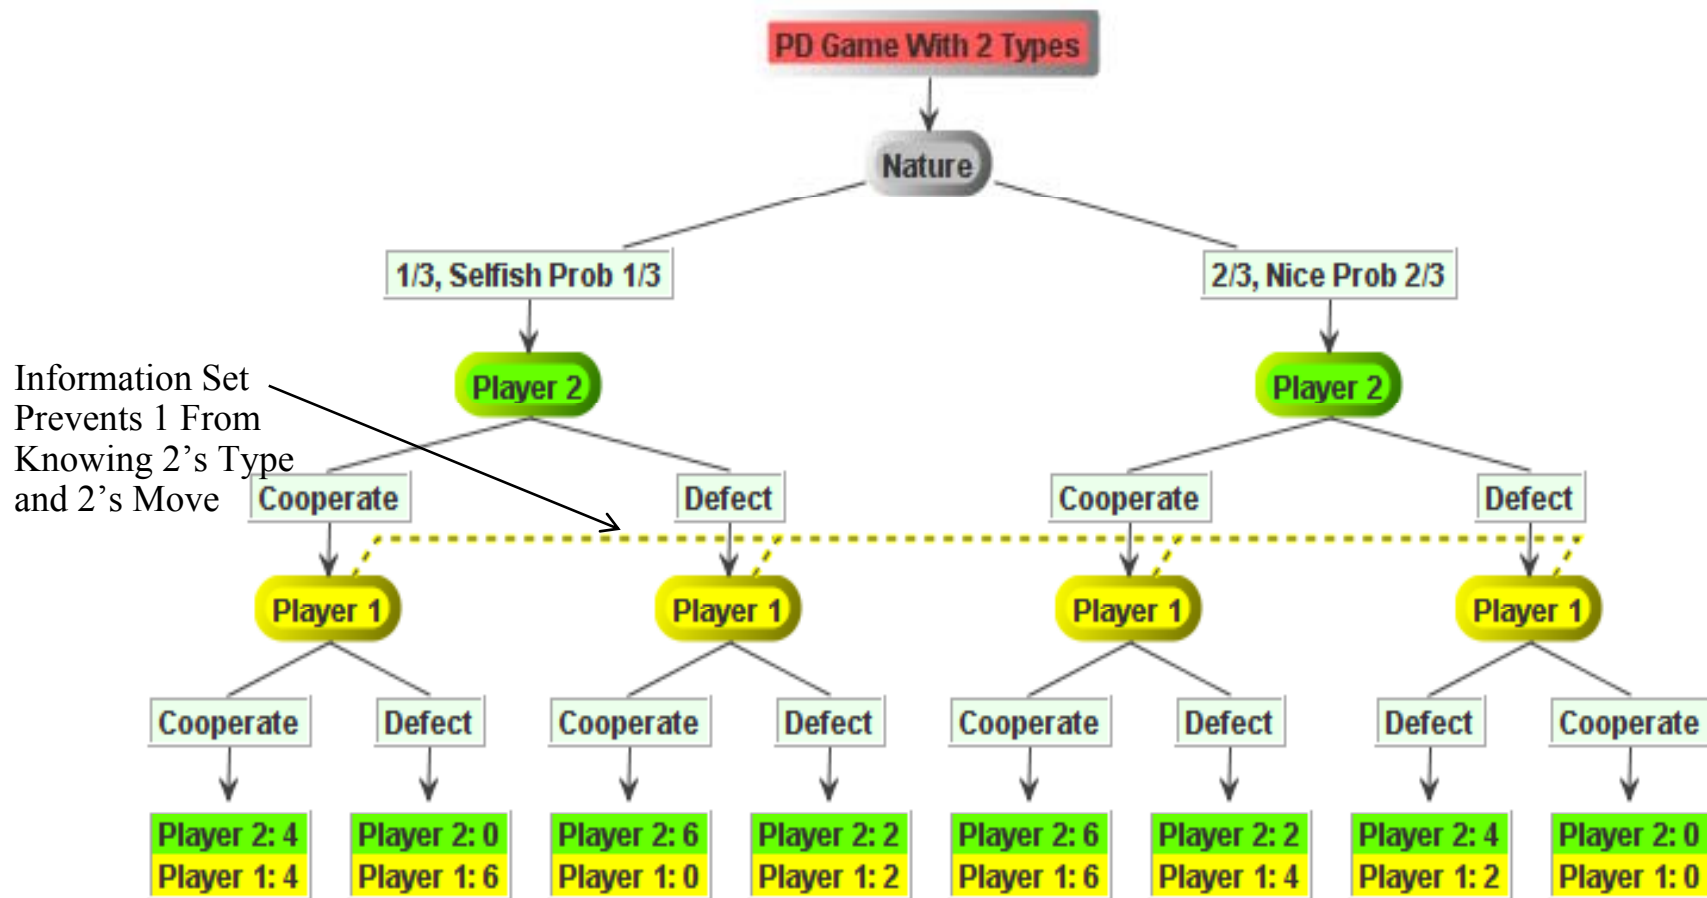 PD Game With 2 Types
Nature
1/3, Selfish Prob 1/3
2/3, Nice Prob 2/3
Information Set
Prevents 1 From
Knowing 2’s Type
and 2’s Move
Player 2
Player 2
Cooperate
Defect
Cooperate
Defect
Player 1
Player 1
Player 1
Player 1
Cooperate
Defect
Cooperate
Defect
Cooperate
Defect
Defect
Cooperate
Player 2: 4
Player 1: 4
Player 2: 0
Player 1: 6
Player 2: 6
Player 1: 0
Player 2: 2
Player 1: 2
Player 2: 6
Player 1: 6
Player 2: 2
Player 1: 4
Player 2: 4
Player 1: 2
Player 2: 0
Player 1: 0